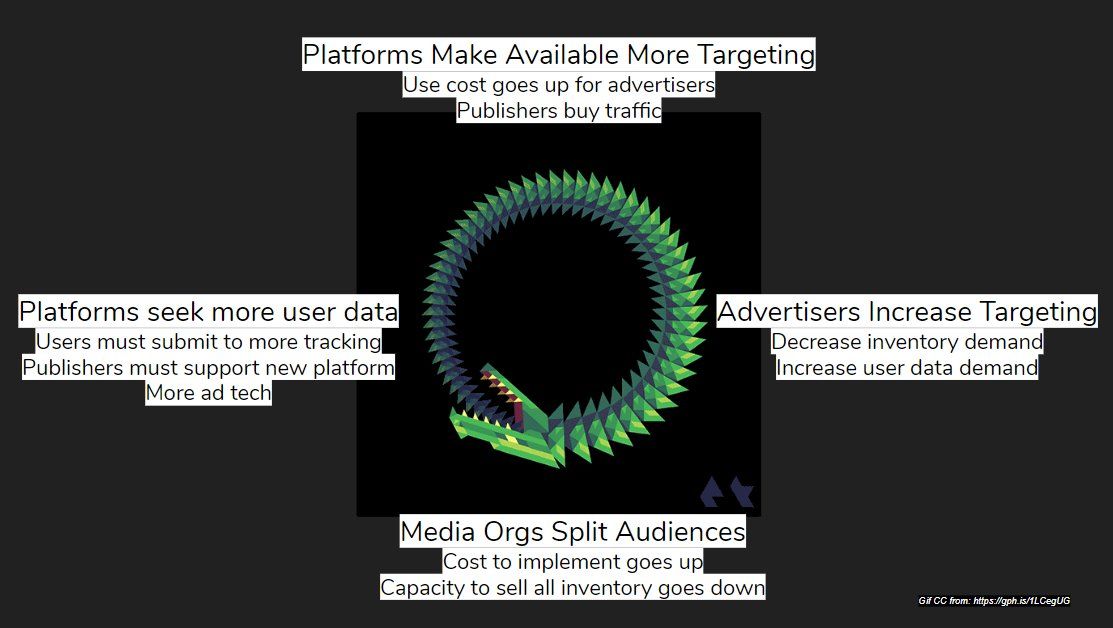 Platforms Make Available More Targeting
Use cost goes up for advertisers
Publishers buy traffic
Platforms seek more user data
Users must submit to more tracking
Publishers must support new platform
More ad tech
Advertisers Increase Targeting
Decrease inventory demand
Increase user data demand
Media Orgs Split Audiences
Cost to implement goes up
Capacity to sell all inventory goes down
Gif CC from: https://gph.is/1LCegUG